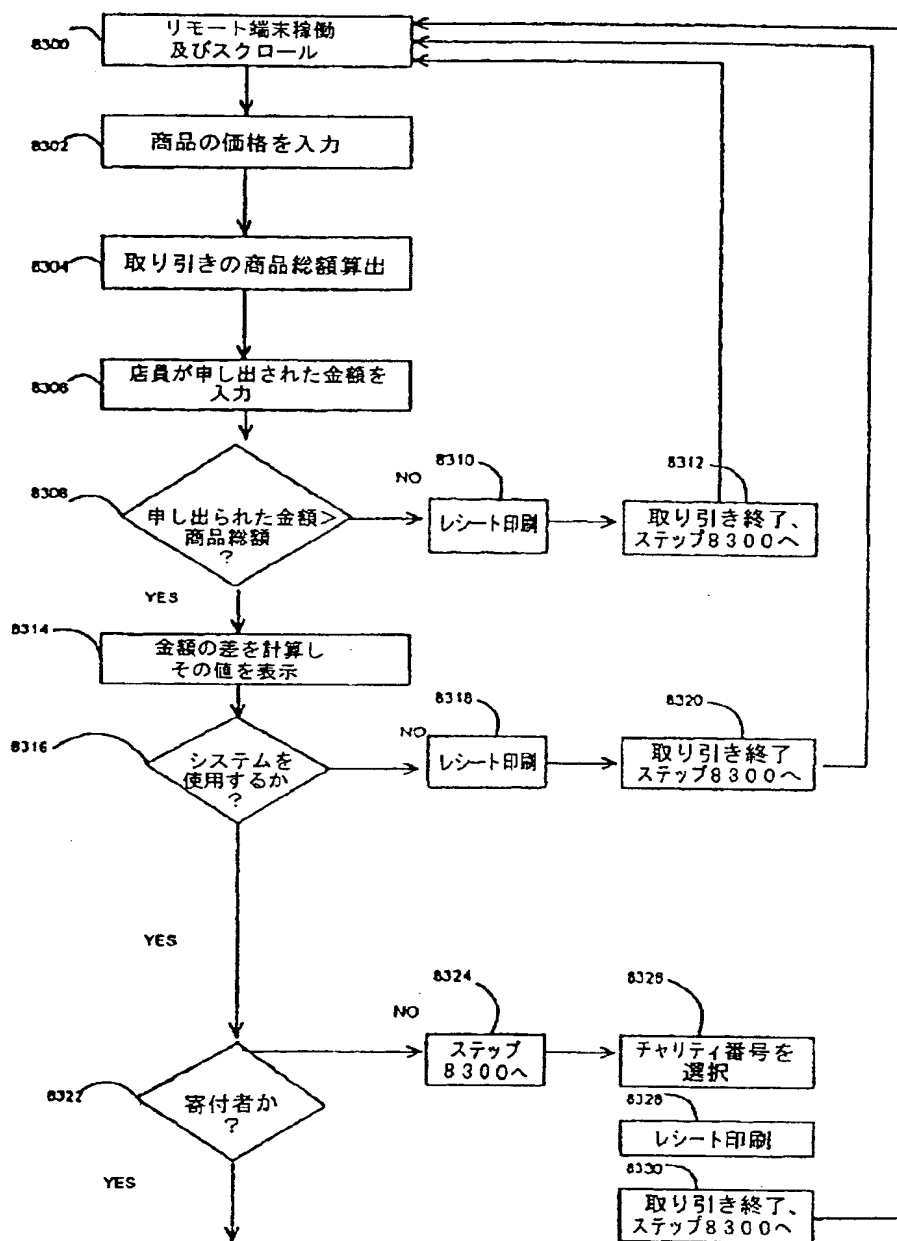 8300
リモート端末稼働
及びスクロール
8302
商品の価格を入力
8304
取り引きの商品総額算出
8306
店員が申し出された金額を
入力
8308
申し出られた金額>
商品総額
?
NO
8310
レシート印刷
8312
取り引き終了、
ステップ8300へ
YES
8314
金額の差を計算し
その値を表示
8316
システムを
使用するか
?
NO
8318
レシート印刷
8320
取り引き終了
ステップ8300へ
YES
8322
寄付者か
?
NO
8324
ステップ
8300へ
8326
チャリティ番号を
選択
8328
レシート印刷
8330
取り引き終了、
ステップ8300へ
YES